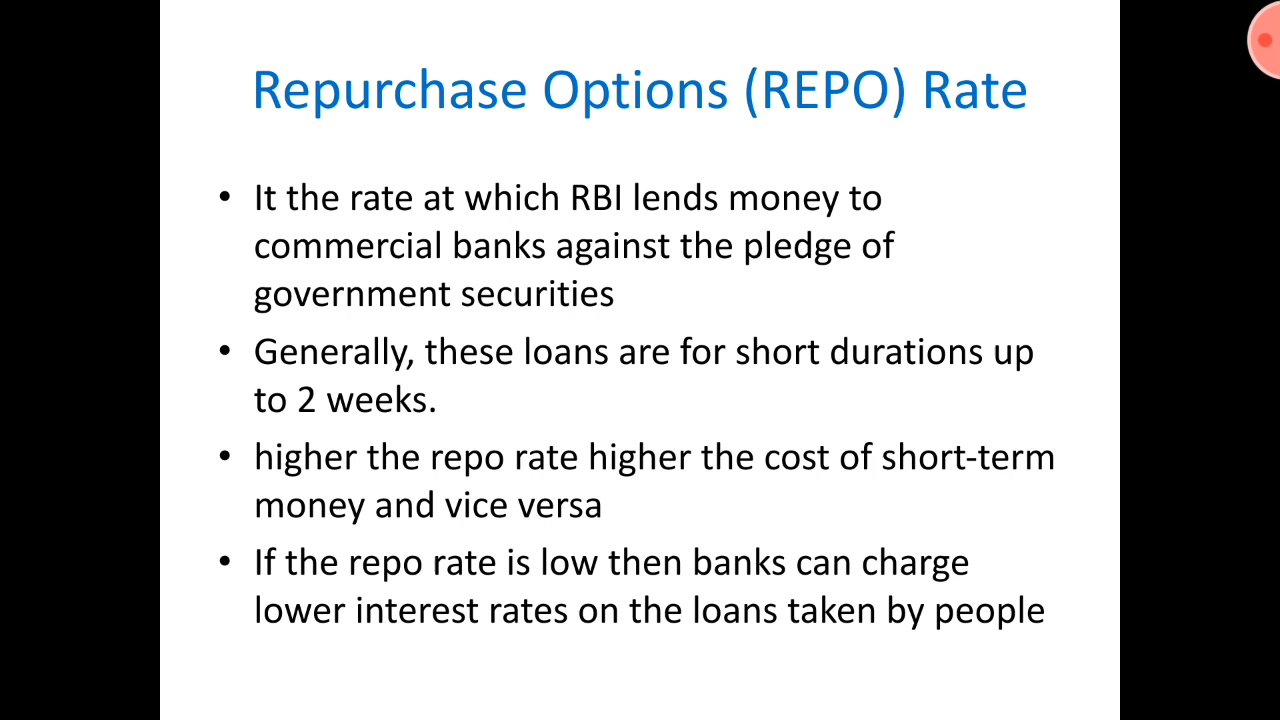 Repurchase Options (REPO) Rate
• It the rate at which RBI lends money to
commercial banks against the pledge of
government securities
• Generally, these loans are for short durations up
to 2 weeks.
• higher the repo rate higher the cost of short-term
money and vice versa
• If the repo rate is low then banks can charge
lower interest rates on the loans taken by people